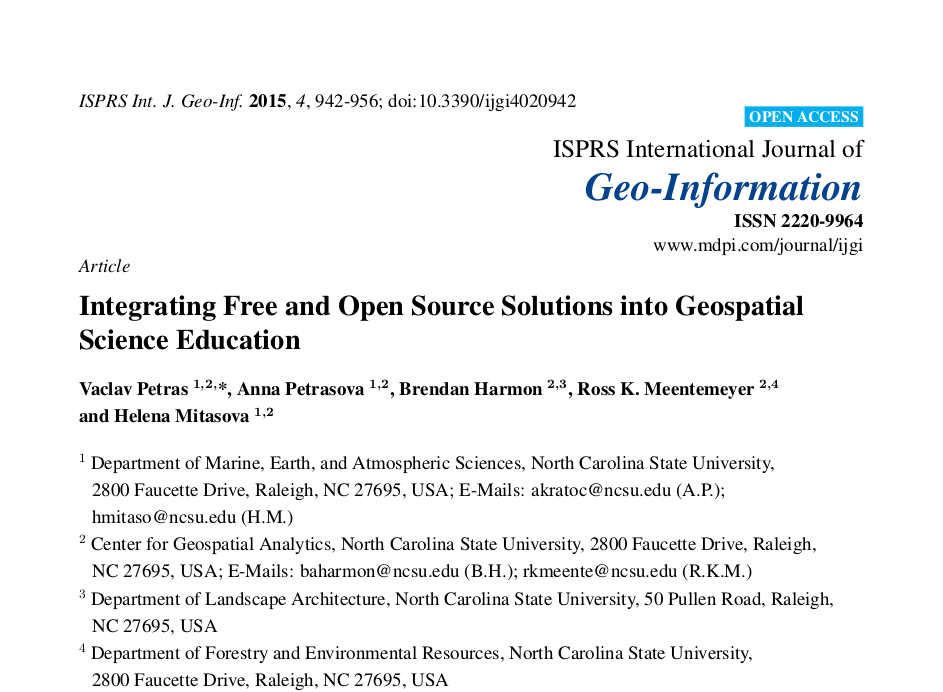 ISPRS Int. J. Geo-Inf. 2015, 4, 942-956; doi:10.3390/ijgi4020942
OPEN ACCESS
ISPRS International Journal of
Geo-Information
ISSN 2220-9964
www.mdpi.com/journal/ijgi
Article
Integrating Free and Open Source Solutions into Geospatial
Science Education
Vaclav Petras 1,2,*, Anna Petrasova 1,2, Brendan Harmon 2,3, Ross K. Meentemeyer 2,4
and Helena Mitasova 1,2
1 Department of Marine, Earth, and Atmospheric Sciences, North Carolina State University,
2800 Faucette Drive, Raleigh, NC 27695, USA; E-Mails: akratoc@ncsu.edu (A.P.);
hmitaso@ncsu.edu (H.M.)
2 Center for Geospatial Analytics, North Carolina State University, 2800 Faucette Drive, Raleigh,
NC 27695, USA; E-Mails: baharmon@ncsu.edu (B.H.); rkmeente@ncsu.edu (R.K.M.)
3 Department of Landscape Architecture, North Carolina State University, 50 Pullen Road, Raleigh,
NC 27695, USA
4 Department of Forestry and Environmental Resources, North Carolina State University,
2800 Faucette Drive, Raleigh, NC 27695, USA